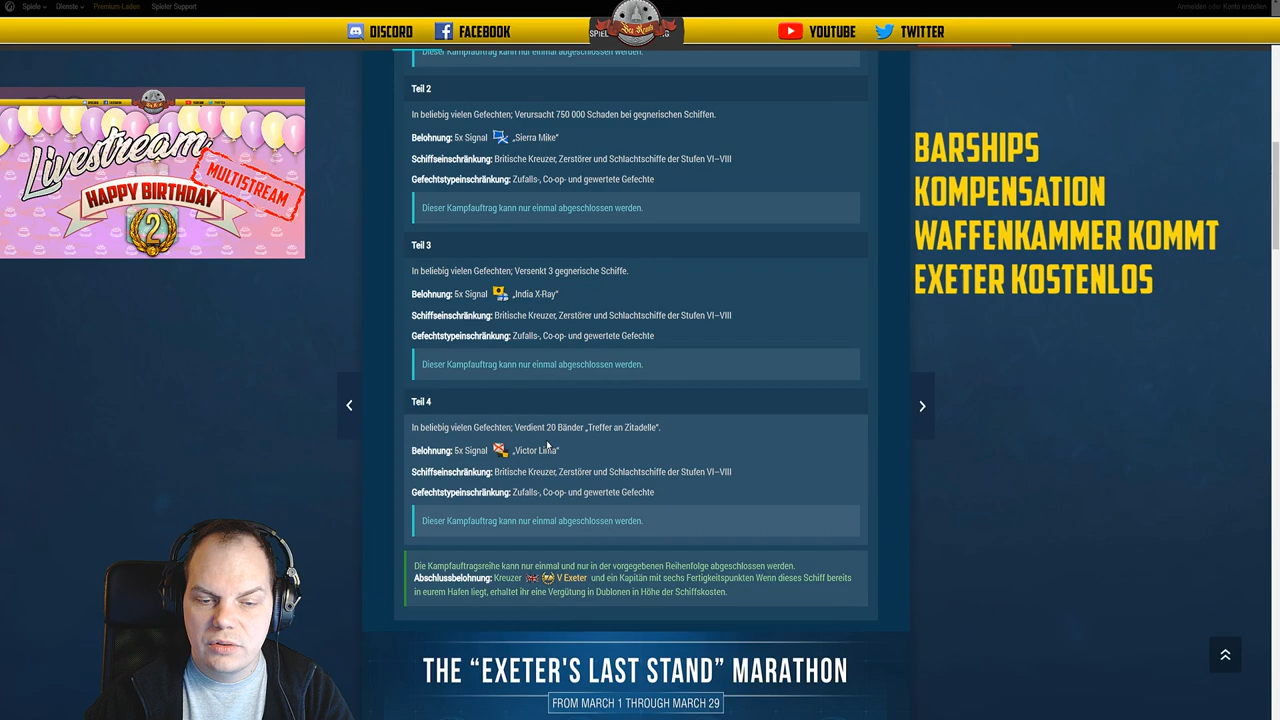 Spiele Dienste Premium-Laden Spieler Support
Anmelden oder Konto erstellen
DISCORD FACEBOOK SPIEL YOUTUBE TWITTER
Dieser Kampfauftrag kann nur einmal abgeschlossen werden.
Teil 2
In beliebig vielen Gefechten; Verursacht 750 000 Schaden bei gegnerischen Schiffen.
Belohnung: 5x Signal „Sierra Mike“
Schiffseinschränkung: Britische Kreuzer, Zerstörer und Schlachtschiffe der Stufen VI–VIII
Gefechtstypeinschränkung: Zufalls-, Co-op- und gewertete Gefechte
Dieser Kampfauftrag kann nur einmal abgeschlossen werden.
Teil 3
In beliebig vielen Gefechten; Versenkt 3 gegnerische Schiffe.
Belohnung: 5x Signal „India X-Ray“
Schiffseinschränkung: Britische Kreuzer, Zerstörer und Schlachtschiffe der Stufen VI–VIII
Gefechtstypeinschränkung: Zufalls-, Co-op- und gewertete Gefechte
Dieser Kampfauftrag kann nur einmal abgeschlossen werden.
Teil 4
In beliebig vielen Gefechten; Verdient 20 Bänder „Treffer an Zitadelle“.
Belohnung: 5x Signal „Victor Lima“
Schiffseinschränkung: Britische Kreuzer, Zerstörer und Schlachtschiffe der Stufen VI–VIII
Gefechtstypeinschränkung: Zufalls-, Co-op- und gewertete Gefechte
Dieser Kampfauftrag kann nur einmal abgeschlossen werden.
Die Kampfauftragsreihe kann nur einmal und nur in der vorgegebenen Reihenfolge abgeschlossen werden.
Abschlussbelohnung: Kreuzer V Exeter und ein Kapitän mit sechs Fertigkeitspunkten Wenn dieses Schiff bereits
in eurem Hafen liegt, erhaltet ihr eine Vergütung in Dublonen in Höhe der Schiffskosten.
THE “EXETER'S LAST STAND” MARATHON
FROM MARCH 1 THROUGH MARCH 29
Livestream
MULTISTREAM
HAPPY BIRTHDAY
2
BARSHIPS
KOMPENSATION
WAFFENKAMMER KOMMT
EXETER KOSTENLOS